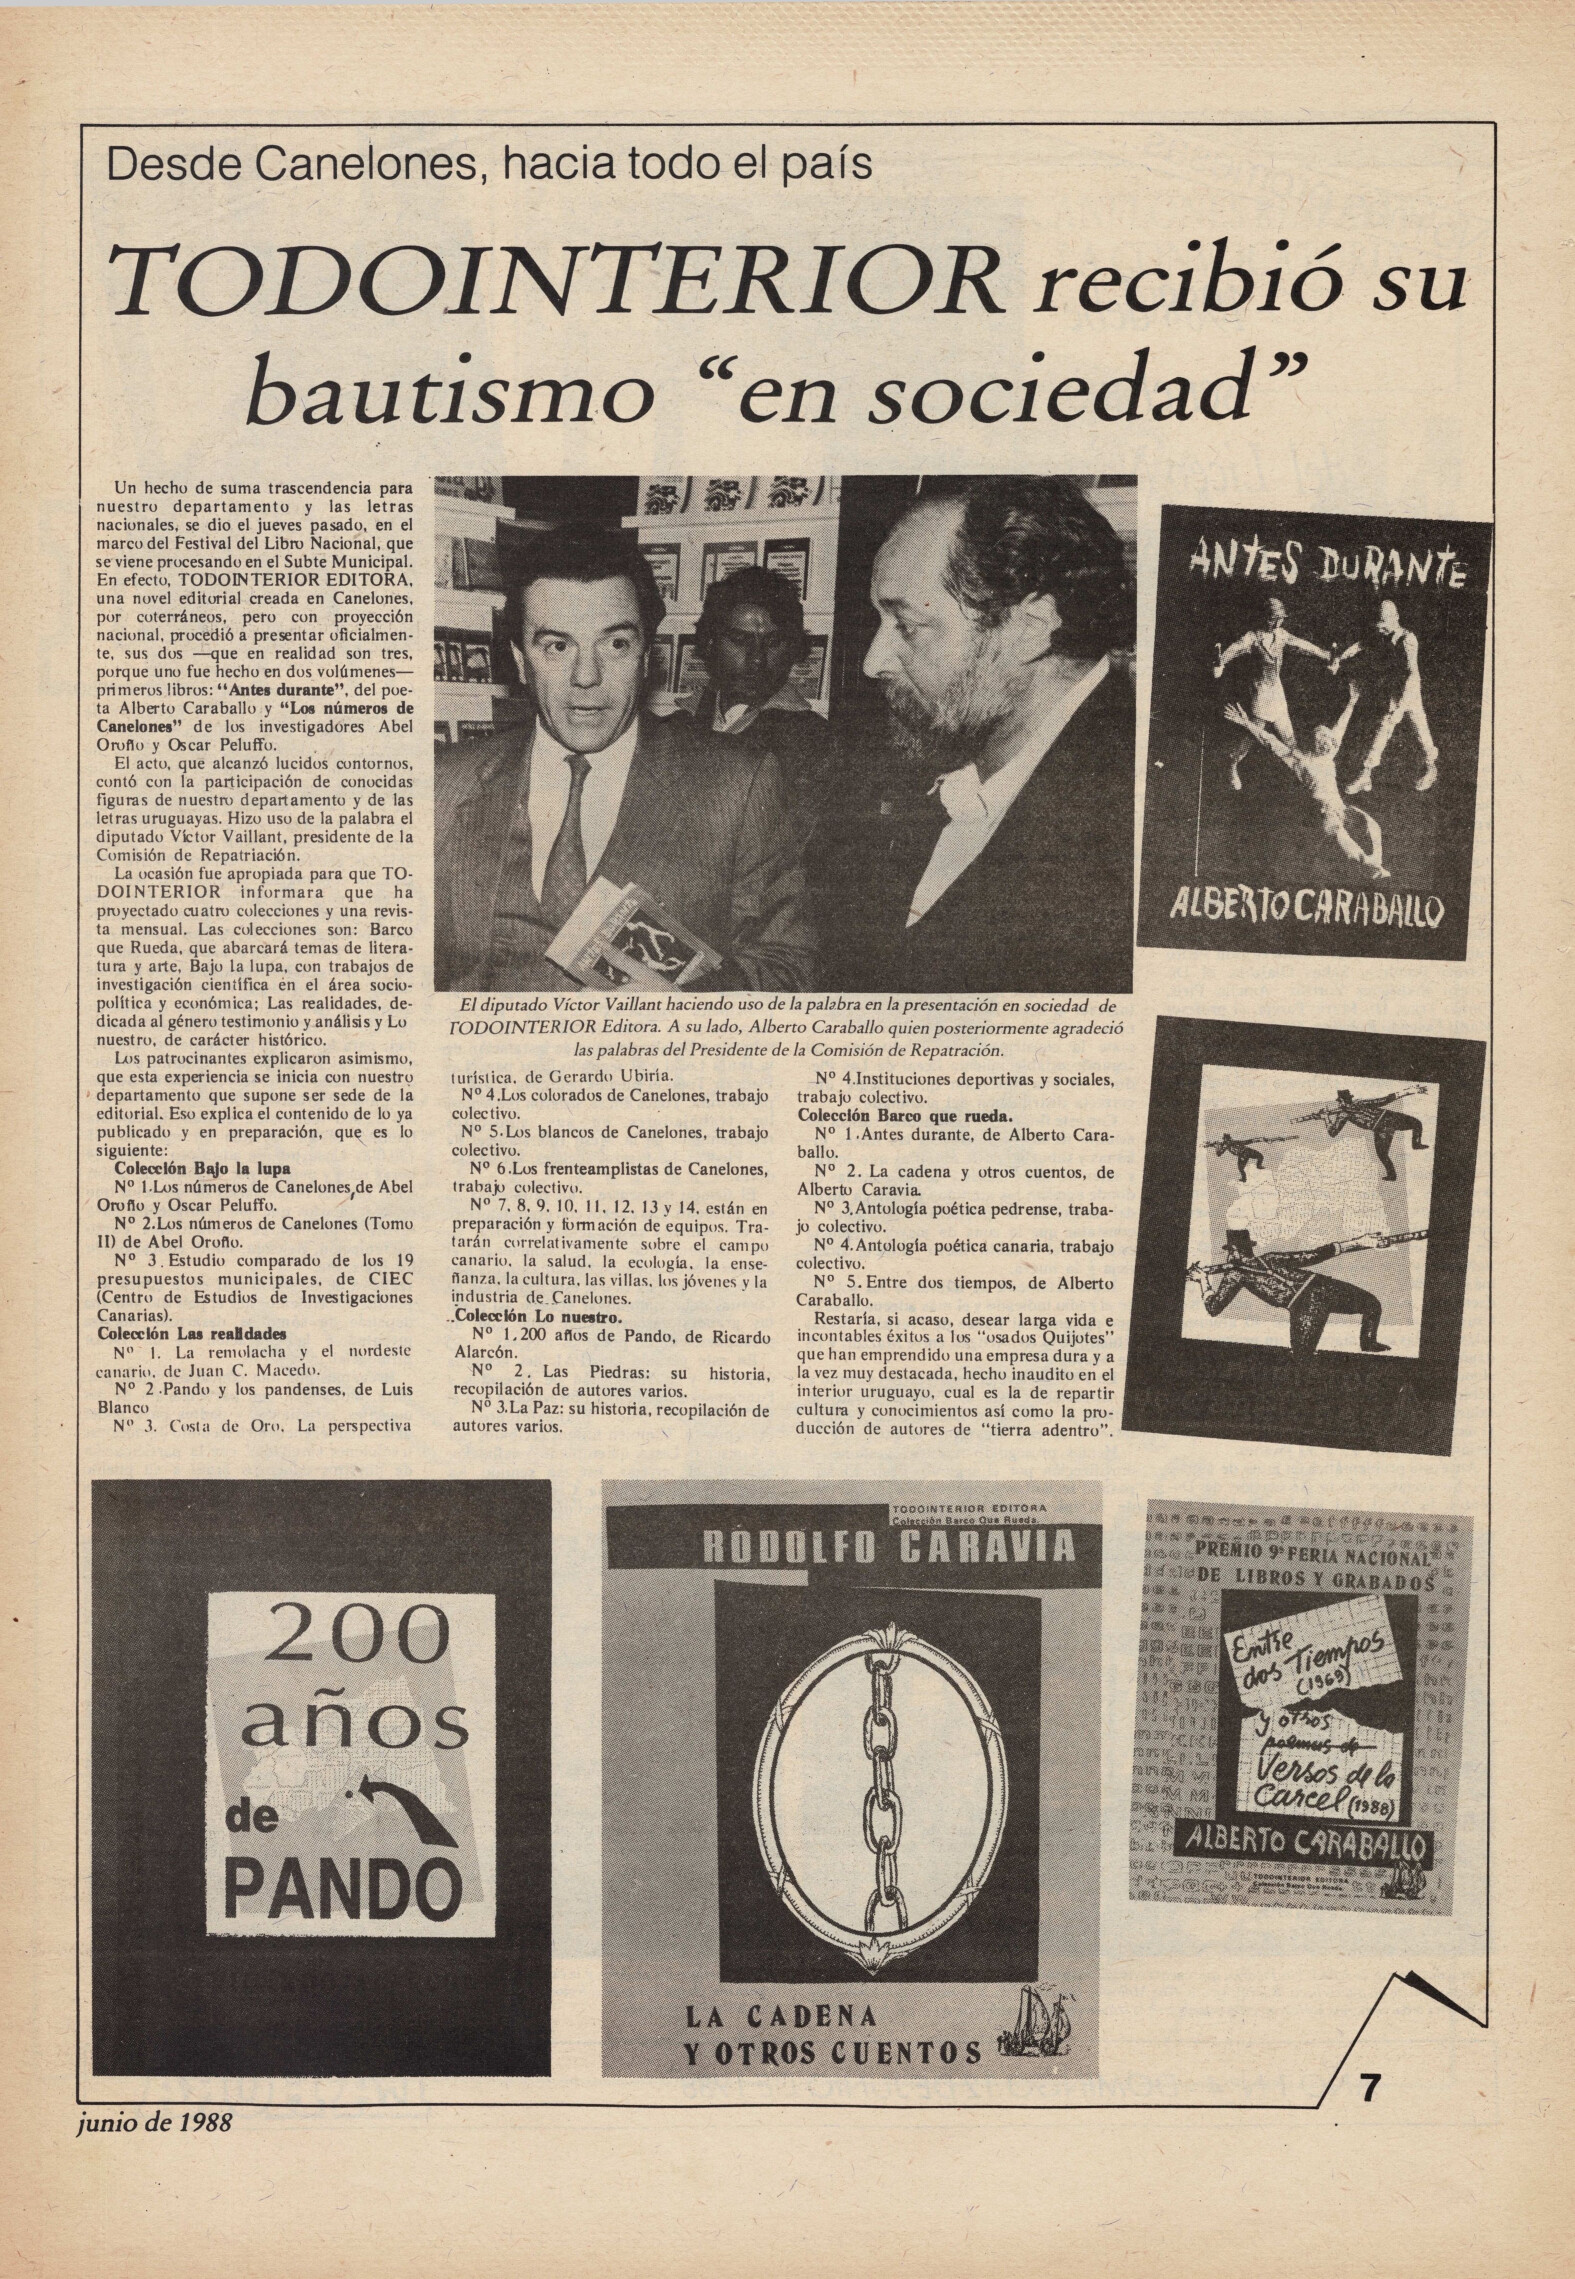 Desde Canelones, hacia todo el país
TODOINTERIOR recibió su
bautismo “en sociedad”
Un hecho de suma trascendencia para
nuestro departamento y las letras
nacionales, se dio el jueves pasado, en el
marco del Festival del Libro Nacional, que
se viene procesando en el Subte Municipal.
En efecto, TODOINTERIOR EDITORA,
una novel editorial creada en Canelones,
por coterráneos, pero con proyección
nacional, procedió a presentar oficialmen-
te, sus dos —que en realidad son tres,
porque uno fue hecho en dos volúmenes—
primeros libros: “Antes durante”, del poe-
ta Alberto Caraballo y “Los números de
Canelones” de los investigadores Abel
Oroño y Oscar Peluffo.
El acto, que alcanzó lucidos contornos,
contó con la participación de conocidas
figuras de nuestro departamento y de las
letras uruguayas. Hizo uso de la palabra el
diputado Víctor Vaillant, presidente de la
Comisión de Repatriación.
La ocasión fue apropiada para que TO-
DOINTERIOR informara que ha
proyectado cuatro colecciones y una revis-
ta mensual. Las colecciones son: Barco
que Rueda, que abarcará temas de litera-
tura y arte, Bajo la lupa, con trabajos de
investigación científica en el área socio-
política y económica; Las realidades, de-
dicada al género testimonio y análisis y Lo
nuestro, de carácter histórico.
Los patrocinantes explicaron asimismo,
que esta experiencia se inicia con nuestro
departamento que supone ser sede de la
editorial. Eso explica el contenido de lo ya
publicado y en preparación, que es lo
siguiente:
Colección Bajo la lupa
Nº 1.Los números de Canelones,de Abel
Oroño y Oscar Peluffo.
Nº 2.Los números de Canelones (Tomo
II) de Abel Oroño.
Nº 3. Estudio comparado de los 19
presupuestos municipales, de CIEC
(Centro de Estudios de Investigaciones
Canarias).
Colección Las realidades
Nº 1. La remolacha y el nordeste
canario, de Juan C. Macedo.
Nº 2.Pando y los pandenses, de Luis
Blanco
Nº 3. Costa de Oro, La perspectiva
El diputado Víctor Vaillant haciendo uso de la palabra en la presentación en sociedad de
TODOINTERIOR Editora. A su lado, Alberto Caraballo quien posteriormente agradeció
las palabras del Presidente de la Comisión de Repatración.
turística, de Gerardo Ubiría.
Nº 4.Los colorados de Canelones, trabajo
colectivo.
Nº 5.Los blancos de Canelones, trabajo
colectivo.
Nº 6.Los frenteamplistas de Canelones,
trabajo colectivo.
Nº 7, 8, 9, 10, 11, 12, 13 y 14, están en
preparación y formación de equipos. Tra-
tarán correlativamente sobre el campo
canario, la salud, la ecología, la ense-
ñanza, la cultura, las villas, los jóvenes y la
industria de Canelones.
Colección Lo nuestro.
Nº 1.200 años de Pando, de Ricardo
Alarcón.
Nº 2. Las Piedras: su historia,
recopilación de autores varios.
Nº 3.La Paz: su historia, recopilación de
autores varios.
Nº 4.Instituciones deportivas y sociales,
trabajo colectivo.
Colección Barco que rueda.
Nº 1.Antes durante, de Alberto Cara-
ballo.
Nº 2. La cadena y otros cuentos, de
Alberto Caravia.
Nº 3.Antología poética pedrense, traba-
jo colectivo.
Nº 4.Antología poética canaria, trabajo
colectivo.
Nº 5.Entre dos tiempos, de Alberto
Caraballo.
Restaría, si acaso, desear larga vida e
incontables éxitos a los “osados Quijotes”
que han emprendido una empresa dura y a
la vez muy destacada, hecho inaudito en el
interior uruguayo, cual es la de repartir
cultura y conocimientos así como la pro-
ducción de autores de “tierra adentro”.
ANTES DURANTE
ALBERTO CARABALLO
200
años
de
PANDO
TODOINTERIOR EDITORA
Colección Barco Que Rueda.
RODOLFO CARAVIA
LA CADENA
Y OTROS CUENTOS
PREMIO 9ª FERIA NACIONAL
DE LIBROS Y GRABADOS
Entre
dos Tiempos
(1969)
y otros
poemas de
Versos de la
Carcel (1988)
ALBERTO CARABALLO
TODOINTERIOR EDITORA
Colección Barco Que Rueda.
7
junio de 1988